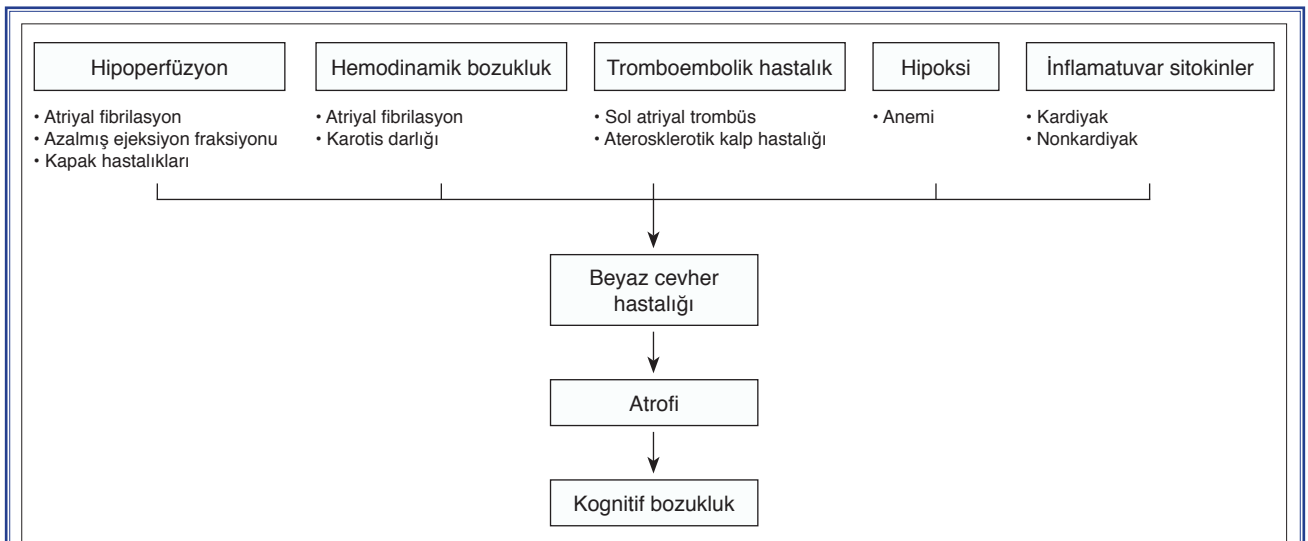 Hipoperfüzyon
• Atriyal fibrilasyon
• Azalmış ejeksiyon fraksiyonu
• Kapak hastalıkları
Hemodinamik bozukluk
• Atriyal fibrilasyon
• Karotis darlığı
Tromboembolik hastalık
• Sol atriyal trombüs
• Aterosklerotik kalp hastalığı
Hipoksi
• Anemi
İnflamatuvar sitokinler
• Kardiyak
• Nonkardiyak
Beyaz cevher
hastalığı
Atrofi
Kognitif bozukluk